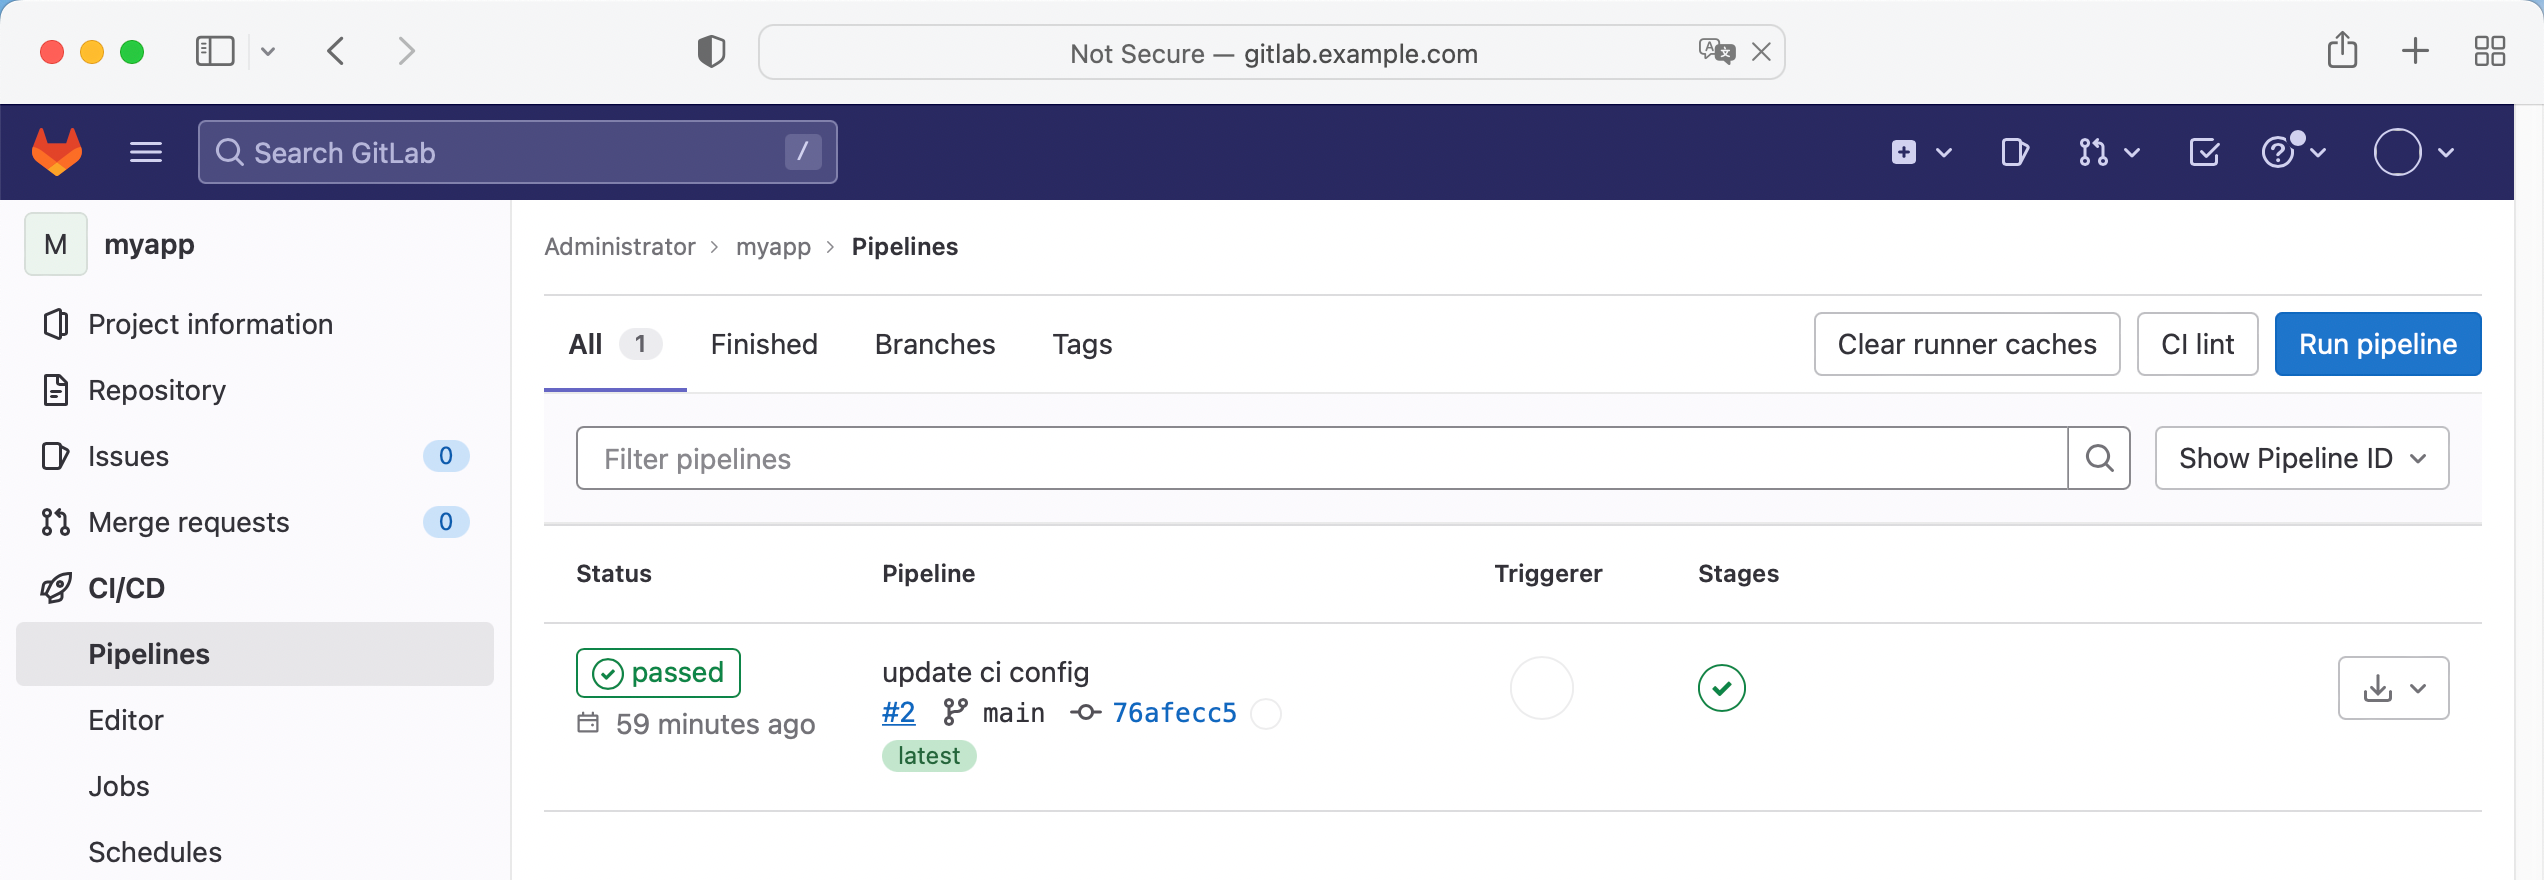 Not Secure — gitlab.example.com
Search GitLab /
M myapp
Project information
Repository
Issues 0
Merge requests 0
CI/CD
Pipelines
Editor
Jobs
Schedules
Administrator > myapp > Pipelines
All 1 Finished Branches Tags
Clear runner caches CI lint Run pipeline
Filter pipelines Show Pipeline ID
Status Pipeline Triggerer Stages
passed
59 minutes ago
update ci config
#2 main 76afecc5
latest